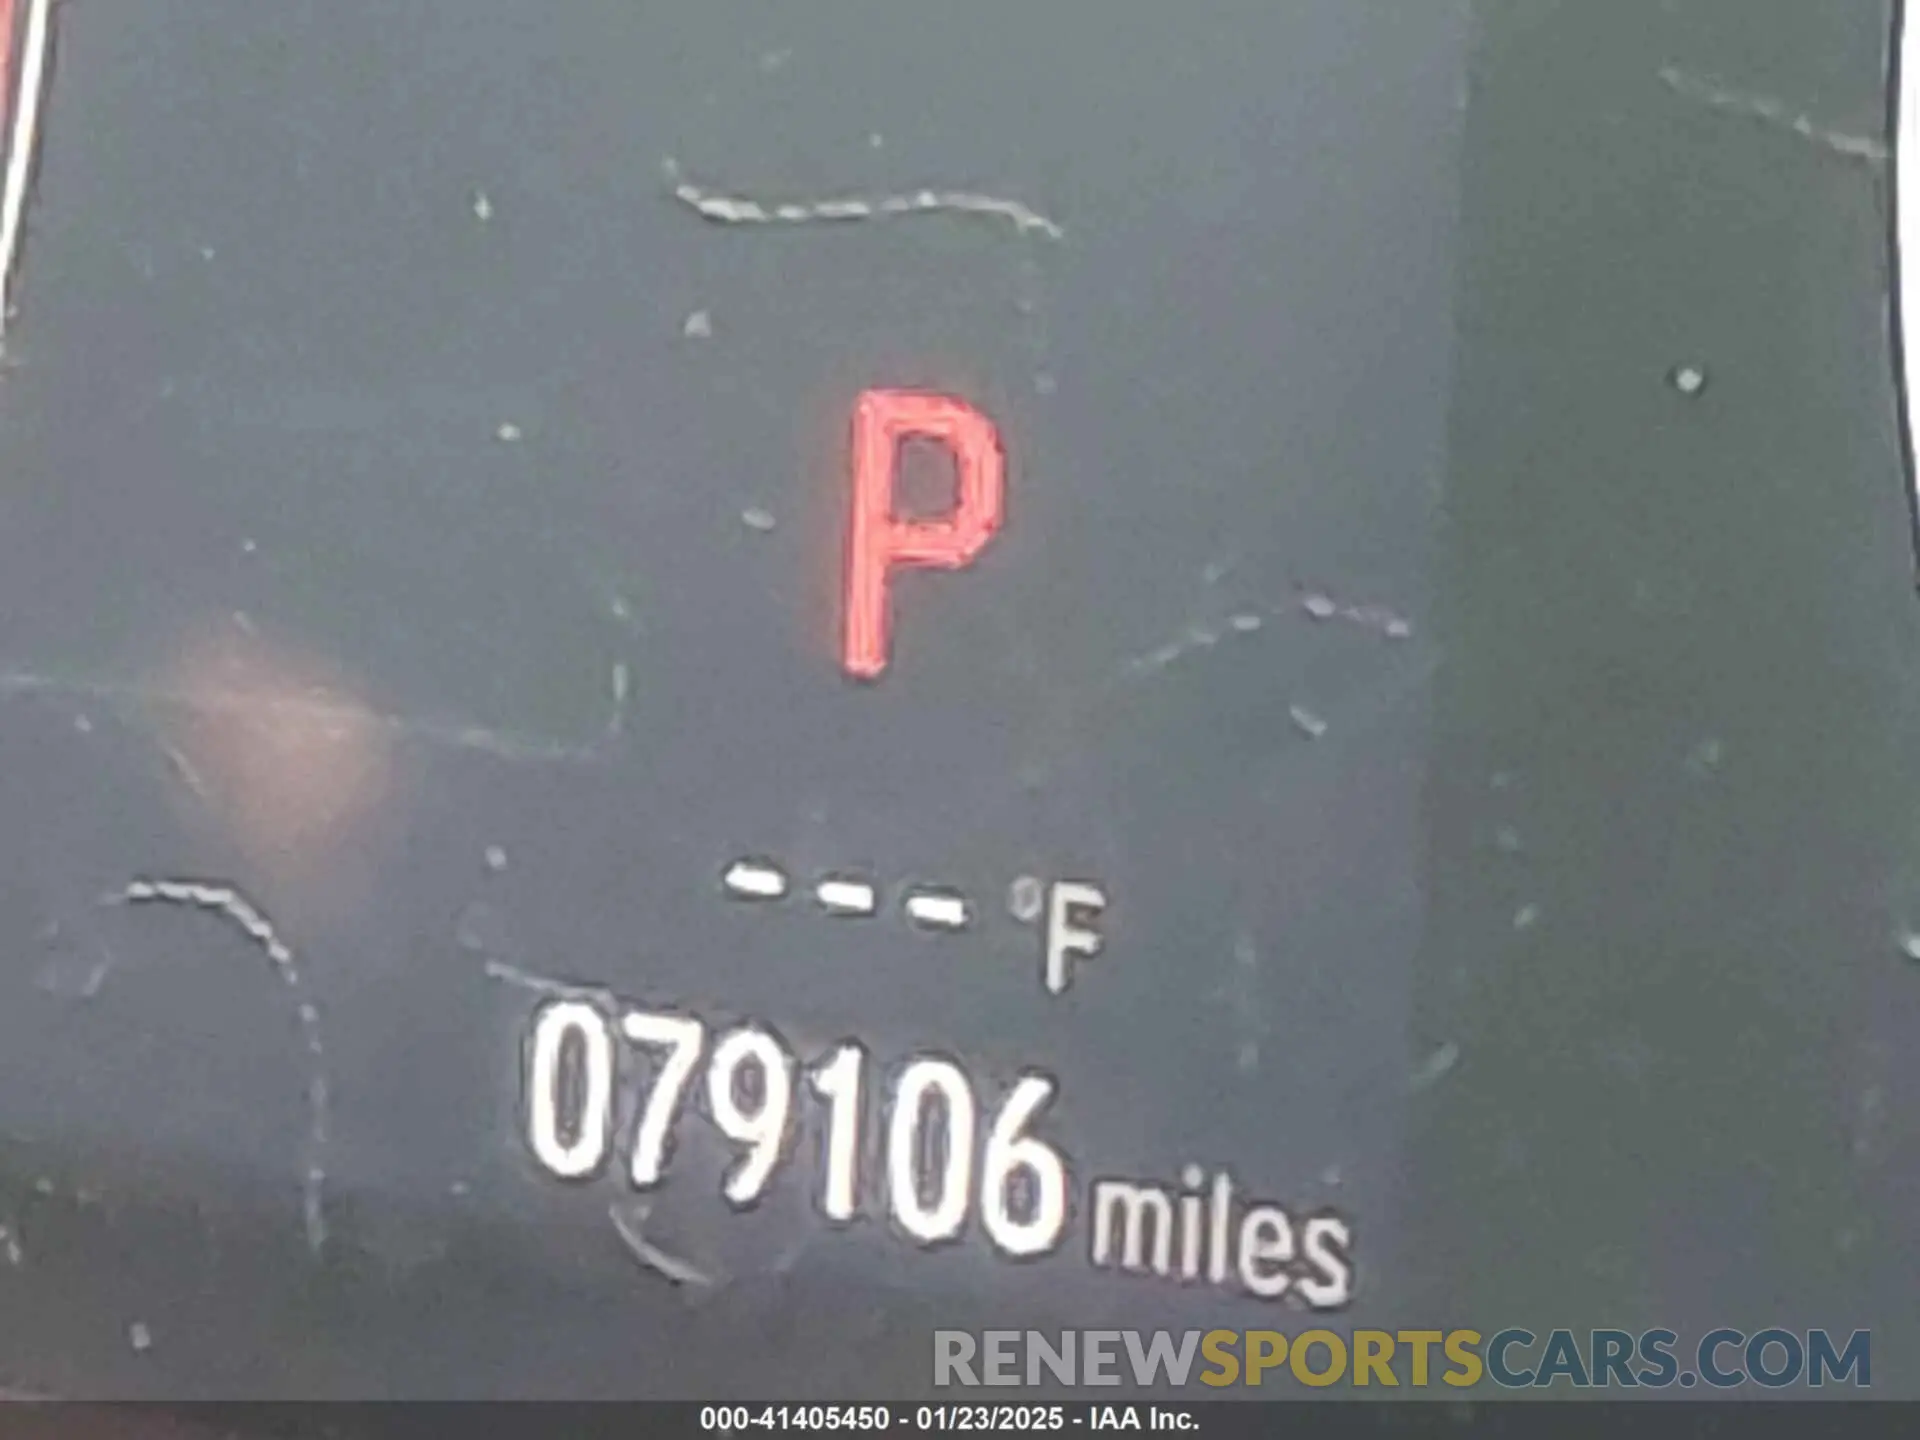 P
--- °F
079106 miles
RENEWSPORTSCARS.COM
000-41405450 - 01/23/2025 - IAA Inc.